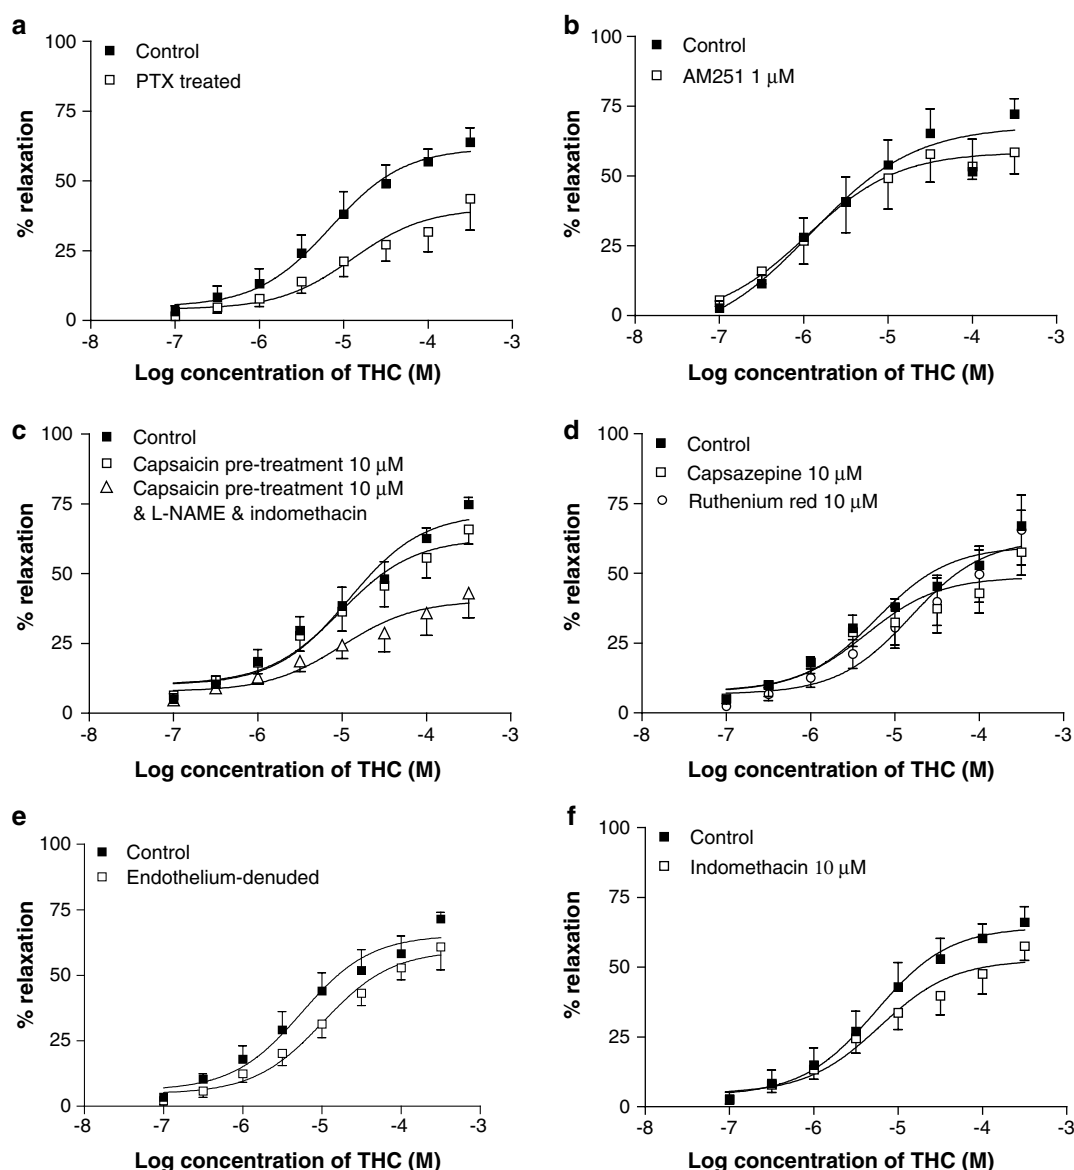 a
100
75
50
25
0
% relaxation
Control
PTX treated
-8 -7 -6 -5 -4 -3
Log concentration of THC (M)
b
100
75
50
25
0
% relaxation
Control
AM251 1 μM
-8 -7 -6 -5 -4 -3
Log concentration of THC (M)
c
100
75
50
25
0
% relaxation
Control
Capsaicin pre-treatment 10 μM
Capsaicin pre-treatment 10 μM
& L-NAME & indomethacin
-8 -7 -6 -5 -4 -3
Log concentration of THC (M)
d
100
75
50
25
0
% relaxation
Control
Capsazepine 10 μM
Ruthenium red 10 μM
-8 -7 -6 -5 -4 -3
Log concentration of THC (M)
e
100
75
50
25
0
% relaxation
Control
Endothelium-denuded
-8 -7 -6 -5 -4 -3
Log concentration of THC (M)
f
100
75
50
25
0
% relaxation
Control
Indomethacin 10 μM
-8 -7 -6 -5 -4 -3
Log concentration of THC (M)